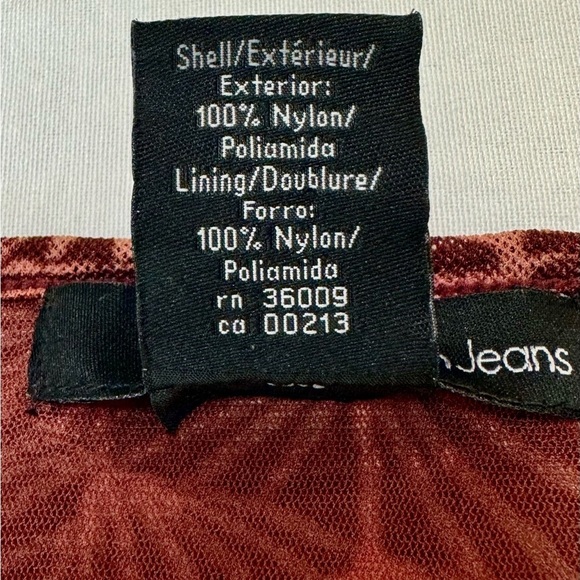 Shell/Extérieur/
Exterior:
100% Nylon/
Poliamida
Lining/Doublure/
Forro:
100% Nylon/
Poliamida
rn 36009
ca 00213
Jeans